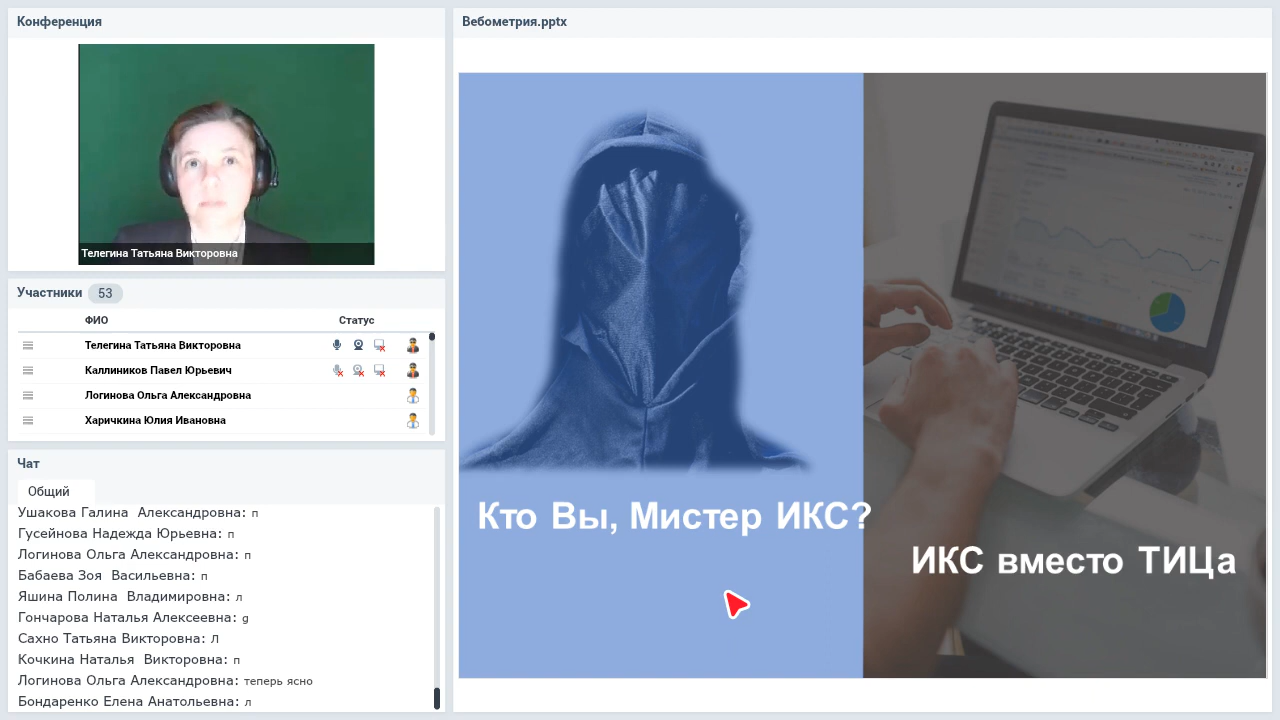 Конференция
Телегина Татьяна Викторовна
Участники 53
ФИО Статус
Телегина Татьяна Викторовна
Каллиников Павел Юрьевич
Логинова Ольга Александровна
Харичкина Юлия Ивановна
Чат
Общий
Ушакова Галина Александровна: п
Гусейнова Надежда Юрьевна: п
Логинова Ольга Александровна: п
Бабаева Зоя Васильевна: п
Яшина Полина Владимировна: л
Гончарова Наталья Алексеевна: g
Сахно Татьяна Викторовна: Л
Кочкина Наталья Викторовна: п
Логинова Ольга Александровна: теперь ясно
Бондаренко Елена Анатольевна: л
Вебометрия.pptx
Кто Вы, Мистер ИКС?
ИКС вместо ТИЦа